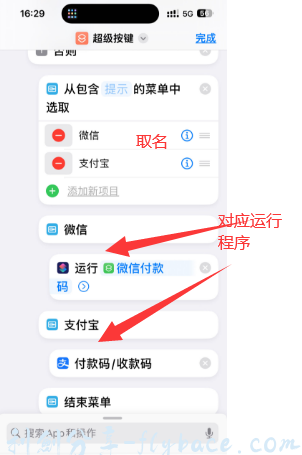 16:29
5G
超级按键
完成
否则
从包含 提示 的菜单中
选取
微信
取名
支付宝
添加新项目
对应运行
程序
微信
运行 微信付款
码
支付宝
支 付款码/收款码
结束菜单
搜索 App和操作